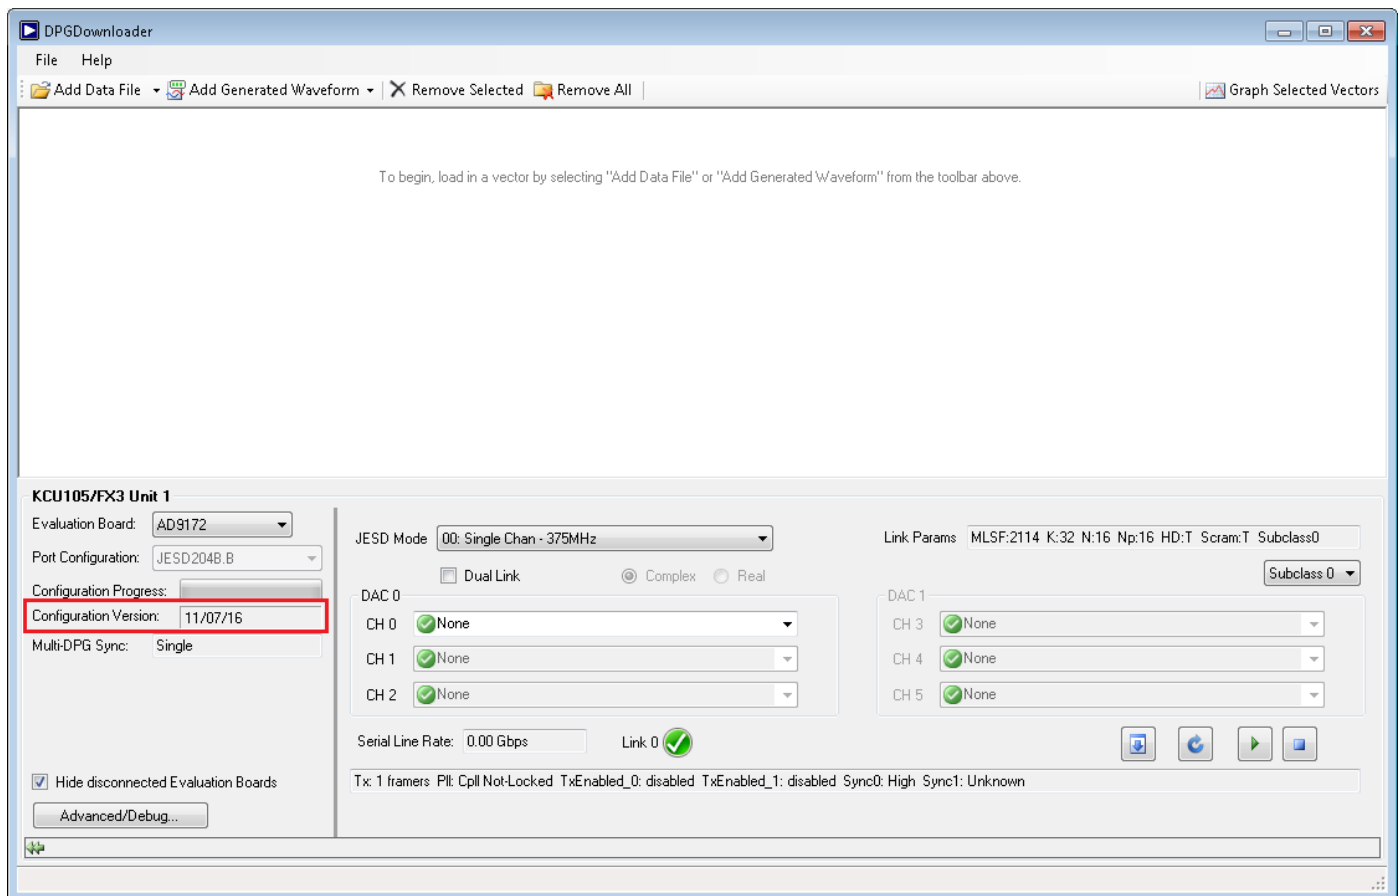 DPGDownloader
File Help
Add Data File Add Generated Waveform Remove Selected Remove All Graph Selected Vectors
To begin, load in a vector by selecting "Add Data File" or "Add Generated Waveform" from the toolbar above.
KCU105/FX3 Unit 1
Evaluation Board: AD9172
Port Configuration: JESD204B.B
Configuration Progress:
Configuration Version: 11/07/16
Multi-DPG Sync: Single
Hide disconnected Evaluation Boards
Advanced/Debug...
JESD Mode 00: Single Chan - 375MHz
Link Params MLSF:2114 K:32 N:16 Np:16 HD:T Scram:T Subclass0
Dual Link Complex Real
Subclass 0
DAC 0
CH 0 None
CH 1 None
CH 2 None
DAC 1
CH 3 None
CH 4 None
CH 5 None
Serial Line Rate: 0.00 Gbps Link 0
Tx: 1 framers Pll: Cpll Not-Locked TxEnabled_0: disabled TxEnabled_1: disabled Sync0: High Sync1: Unknown